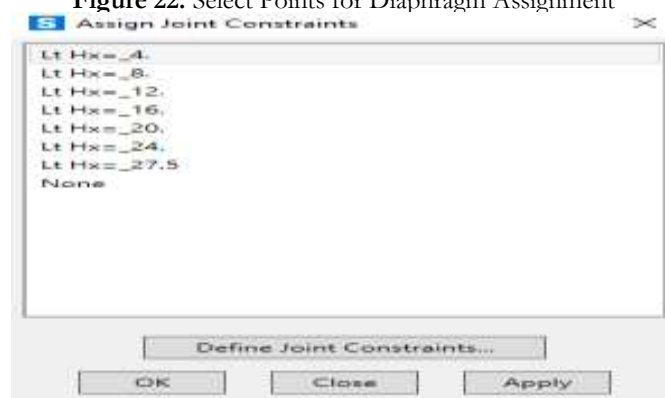 Figure 22. Select Points for Diaphragm Assignment
S Assign Joint Constraints
Lt Hx=_4.
Lt Hx=_8.
Lt Hx=_12.
Lt Hx=_16.
Lt Hx=_20.
Lt Hx=_24.
Lt Hx=_27.5
None
Define Joint Constraints...
OK Close Apply